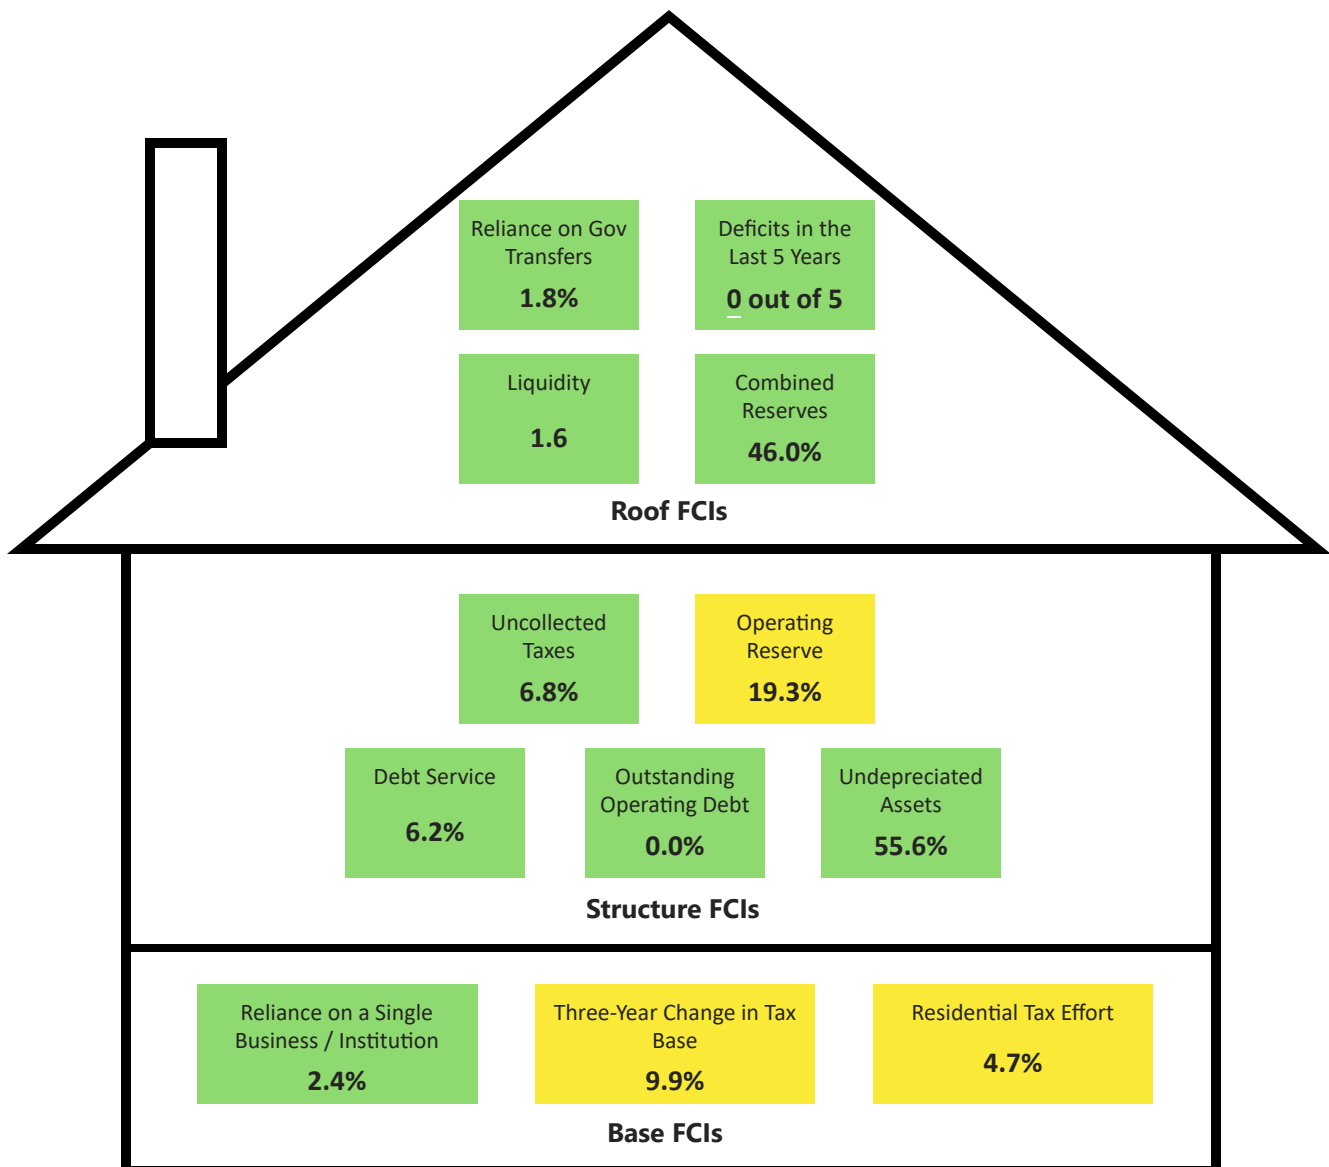 Reliance on Gov
Transfers
1.8%
Deficits in the
Last 5 Years
0 out of 5
Liquidity
1.6
Combined
Reserves
46.0%
Roof FCIs
Uncollected
Taxes
6.8%
Operating
Reserve
19.3%
Debt Service
6.2%
Outstanding
Operating Debt
0.0%
Undepreciated
Assets
55.6%
Structure FCIs
Reliance on a Single
Business / Institution
2.4%
Three-Year Change in Tax
Base
9.9%
Residential Tax Effort
4.7%
Base FCIs